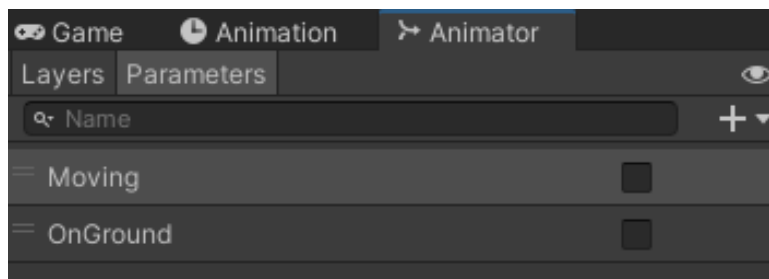 Game Animation Animator
Layers Parameters
Name
Moving
OnGround